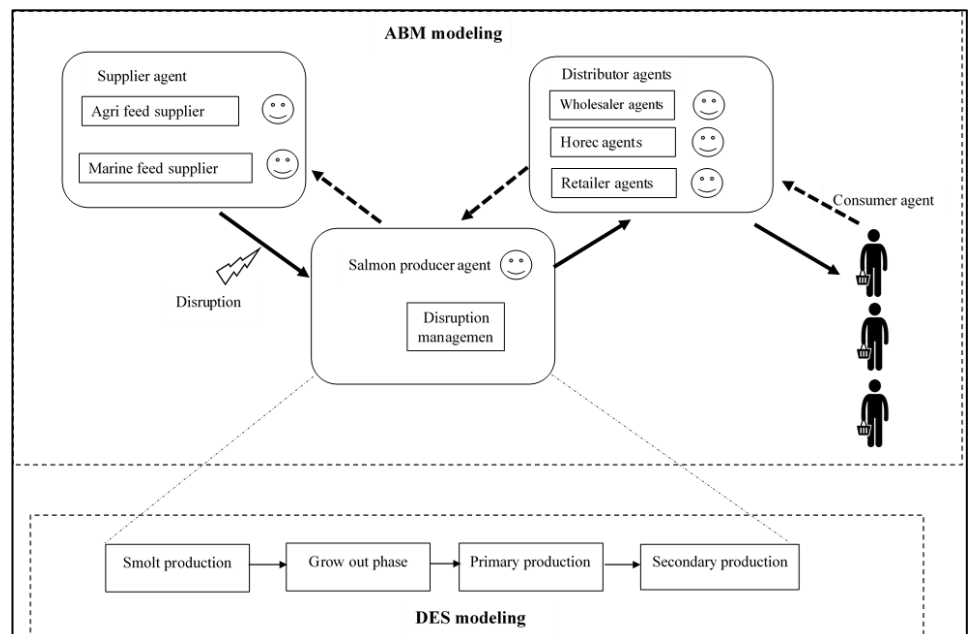 ABM modeling
Supplier agent
Agri feed supplier
Marine feed supplier
Distributor agents
Wholesaler agents
Horec agents
Retailer agents
Consumer agent
Disruption
Salmon producer agent
Disruption
managemen
Smolt production
Grow out phase
Primary production
Secondary production
DES modeling